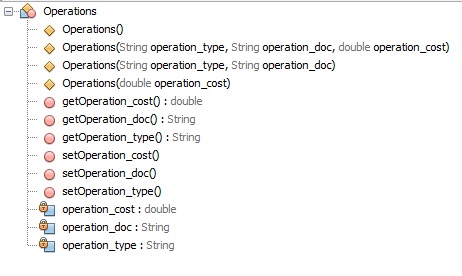 Operations
Operations()
Operations(String operation_type, String operation_doc, double operation_cost)
Operations(String operation_type, String operation_doc)
Operations(double operation_cost)
getOperation_cost() : double
getOperation_doc() : String
getOperation_type() : String
setOperation_cost()
setOperation_doc()
setOperation_type()
operation_cost : double
operation_doc : String
operation_type : String